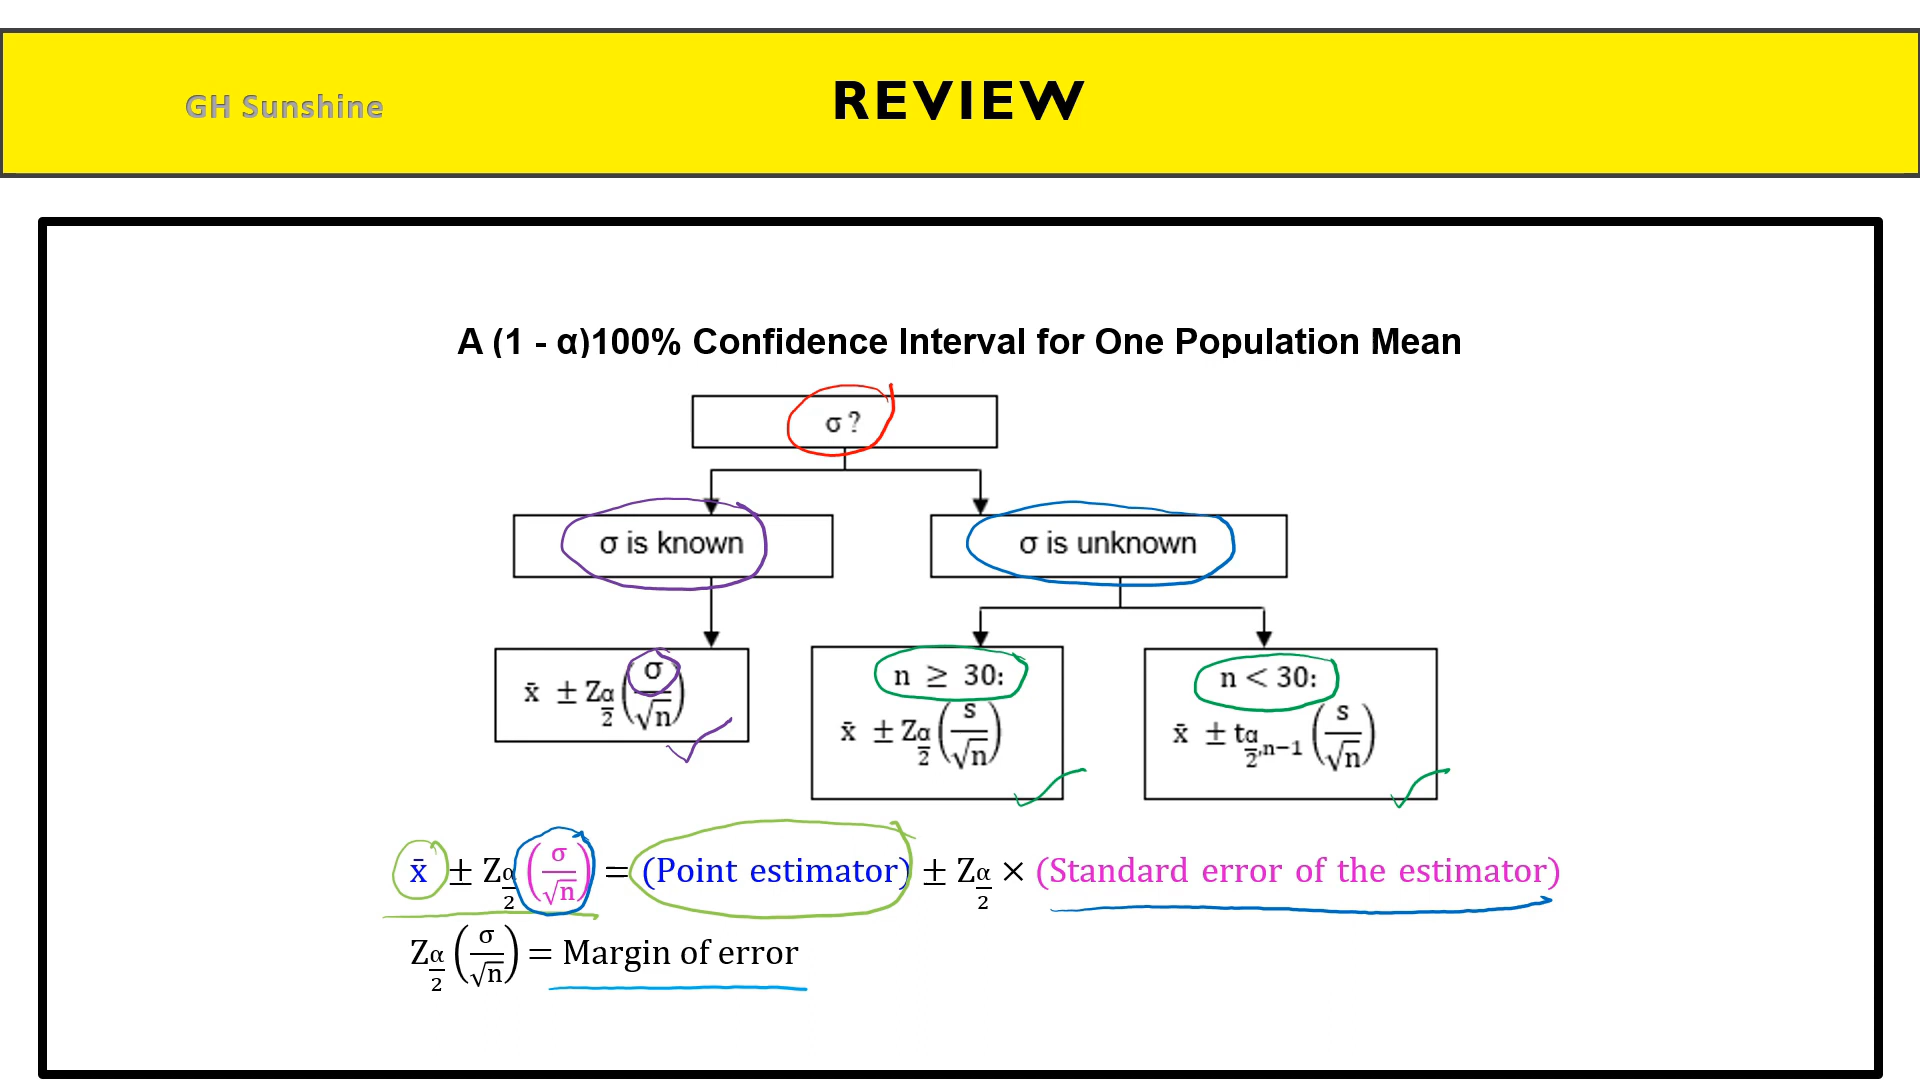 GH Sunshine
REVIEW
A (1 - α)100% Confidence Interval for One Population Mean
σ ?
σ is known
σ is unknown
x̄ ± Zα/2 (σ/√n)
n ≥ 30:
x̄ ± Zα/2 (s/√n)
n < 30:
x̄ ± tα/2,n−1 (s/√n)
x̄ ± Zα/2 (σ/√n) = (Point estimator) ± Zα/2 × (Standard error of the estimator)
Zα/2 (σ/√n) = Margin of error